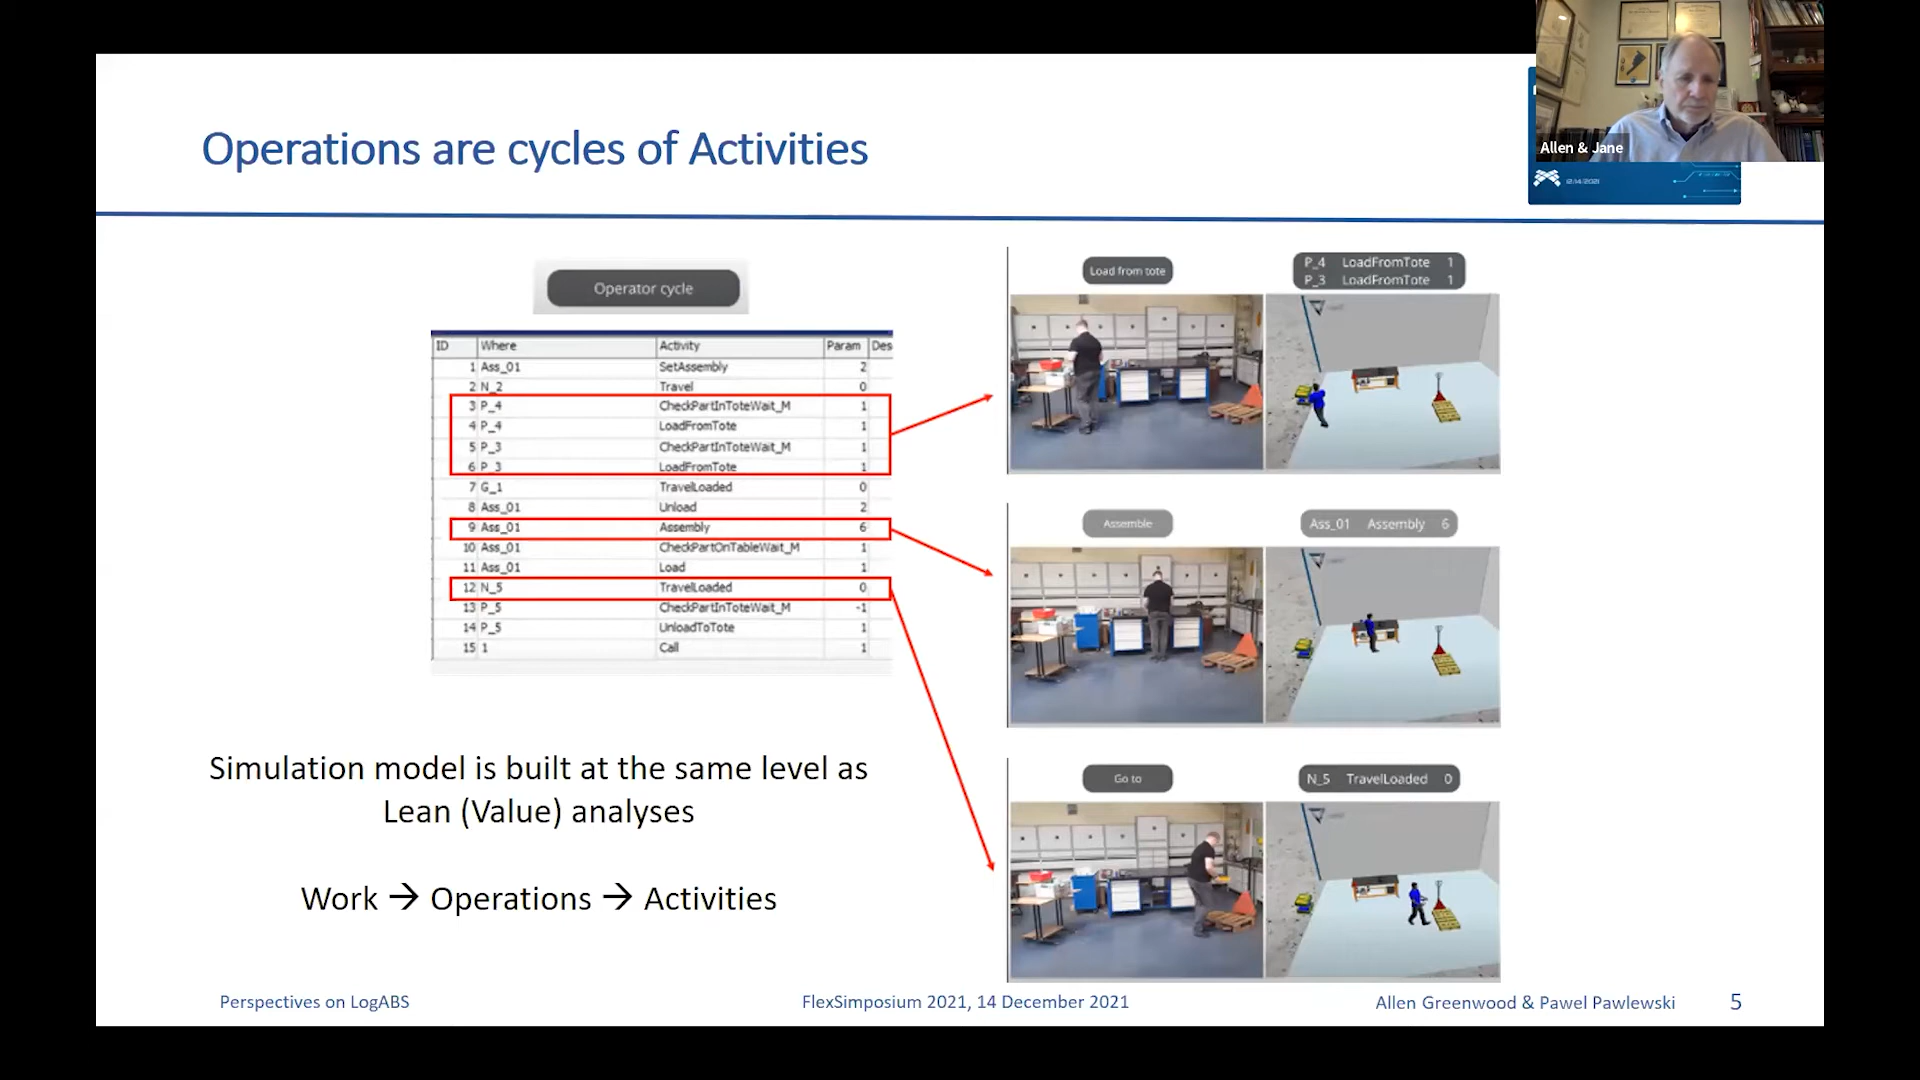 Allen & Jane
12/14/2021
Operations are cycles of Activities
Operator cycle
ID Where Activity Param Des
1 Ass_01 SetAssembly 2
2 N_2 Travel 0
3 P_4 CheckPartInToteWait_M 1
4 P_4 LoadFromTote 1
5 P_3 CheckPartInToteWait_M 1
6 P_3 LoadFromTote 1
7 G_1 TravelLoaded 0
8 Ass_01 Unload 2
9 Ass_01 Assembly 6
10 Ass_01 CheckPartOnTableWait_M 1
11 Ass_01 Load 1
12 N_5 TravelLoaded 0
13 P_5 CheckPartInToteWait_M -1
14 P_5 UnloadToTote 1
15 1 Call 1
Load from tote
P_4 LoadFromTote 1
P_3 LoadFromTote 1
Assemble
Ass_01 Assembly 6
Go to
N_5 TravelLoaded 0
Simulation model is built at the same level as
Lean (Value) analyses
Work → Operations → Activities
Perspectives on LogABS
FlexSimposium 2021, 14 December 2021
Allen Greenwood & Pawel Pawlewski
5